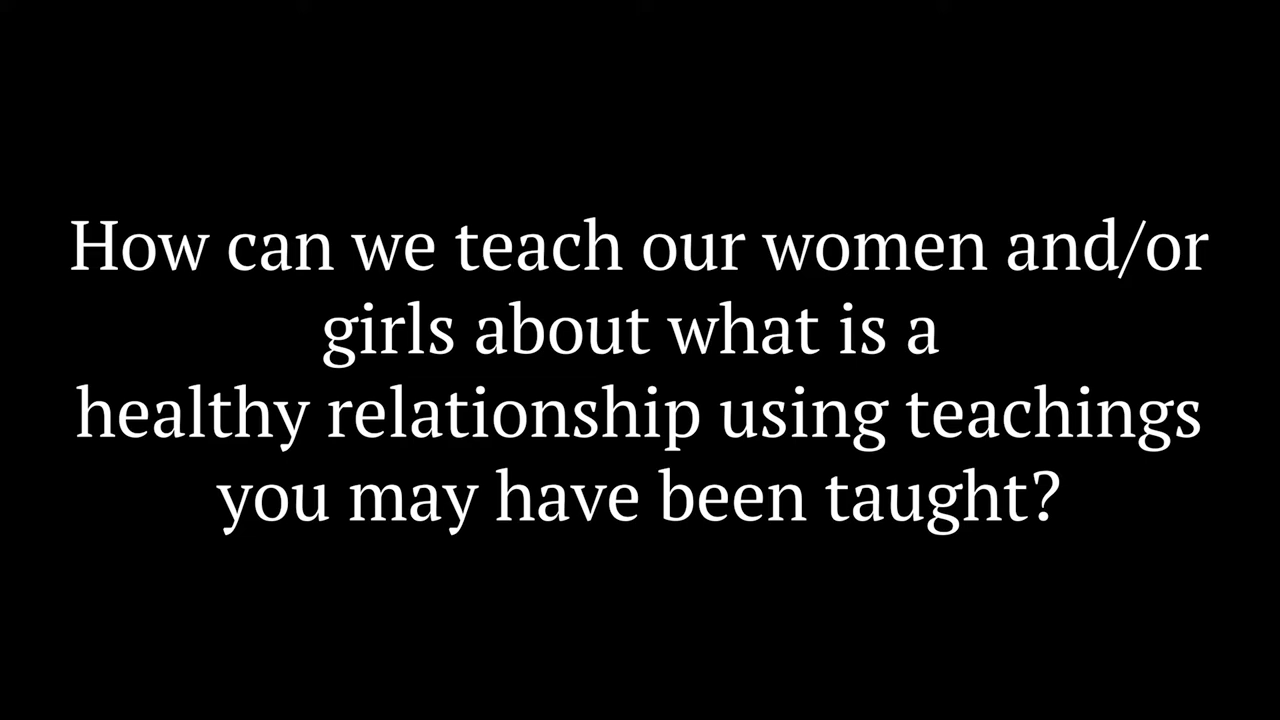 How can we teach our women and/or
girls about what is a
healthy relationship using teachings
you may have been taught?